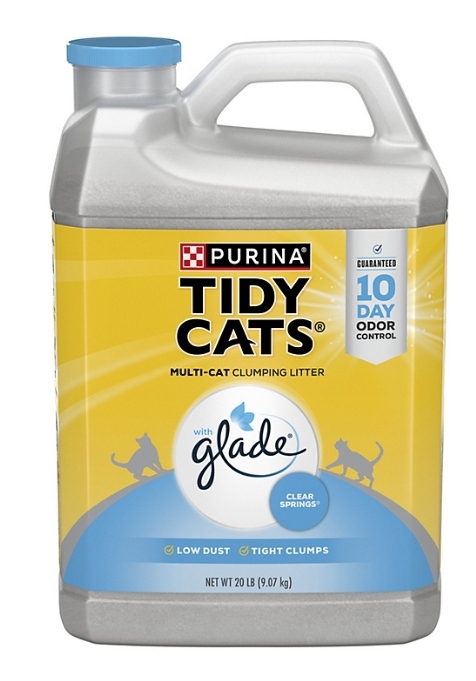 PURINA®
TIDY
CATS®
MULTI-CAT CLUMPING LITTER
GUARANTEED
10
DAY
ODOR
CONTROL
with
glade®
CLEAR
SPRINGS®
LOW DUST TIGHT CLUMPS
NET WT 20 LB (9.07 kg)